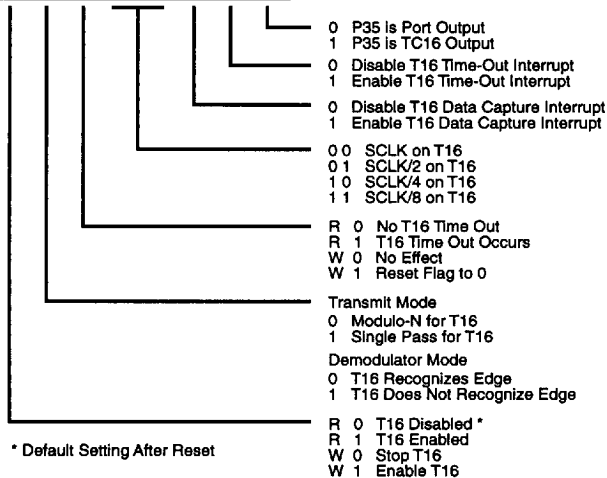 0 P35 is Port Output
1 P35 is TC16 Output
0 Disable T16 Time-Out Interrupt
1 Enable T16 Time-Out Interrupt
0 Disable T16 Data Capture Interrupt
1 Enable T16 Data Capture Interrupt
0 0 SCLK on T16
0 1 SCLK/2 on T16
1 0 SCLK/4 on T16
1 1 SCLK/8 on T16
R 0 No T16 Time Out
R 1 T16 Time Out Occurs
W 0 No Effect
W 1 Reset Flag to 0
Transmit Mode
0 Modulo-N for T16
1 Single Pass for T16
Demodulator Mode
0 T16 Recognizes Edge
1 T16 Does Not Recognize Edge
R 0 T16 Disabled *
R 1 T16 Enabled
W 0 Stop T16
W 1 Enable T16
* Default Setting After Reset